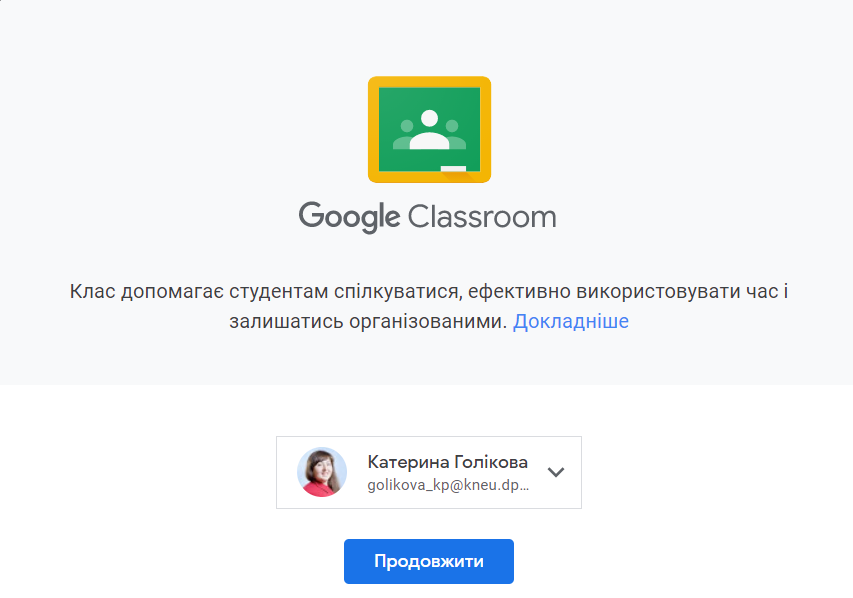 Google Classroom
Клас допомагає студентам спілкуватися, ефективно використовувати час і
залишатись організованими. Докладніше
Катерина Голікова
golikova_kp@kneu.dp...
Продовжити